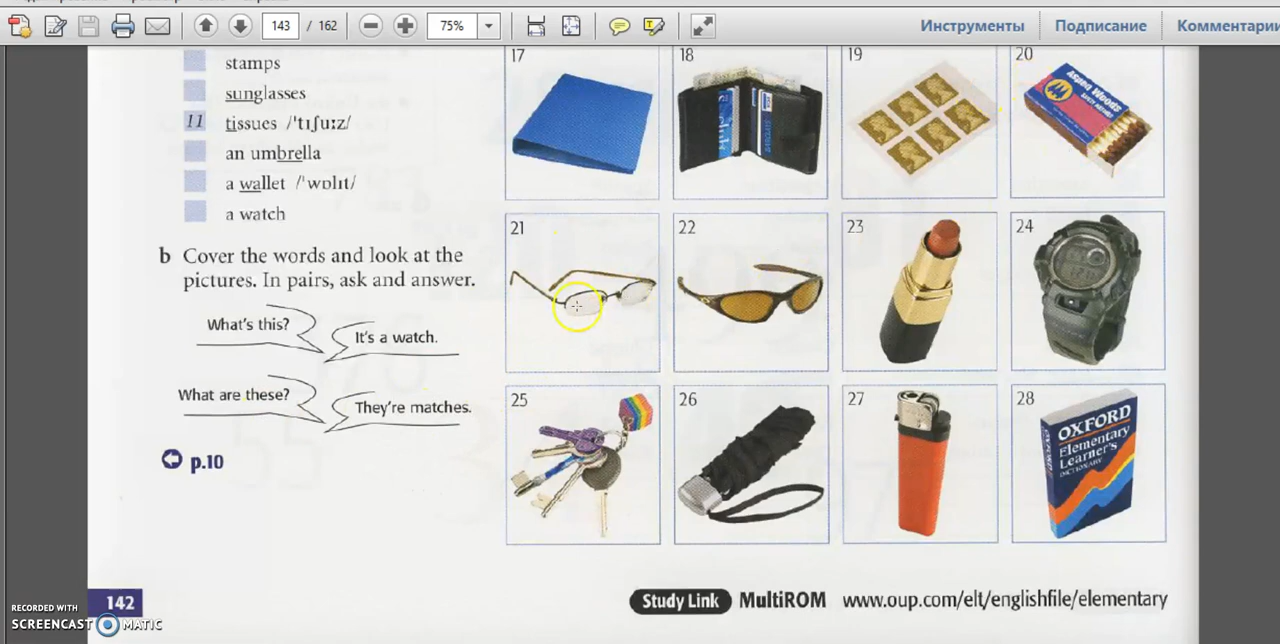 143 / 162
75%
Инструменты
Подписание
Комментарии
stamps
sunglasses
11 tissues /ˈtɪʃuːz/
an umbrella
a wallet /ˈwɒlɪt/
a watch
b Cover the words and look at the
pictures. In pairs, ask and answer.
What's this?
It's a watch.
What are these?
They're matches.
p.10
17
18
19
20
Aspen Woods
21
22
23
24
25
26
27
28
OXFORD
Elementary
Learner's
DICTIONARY
142
Study Link MultiROM www.oup.com/elt/englishfile/elementary
RECORDED WITH
SCREENCAST MATIC